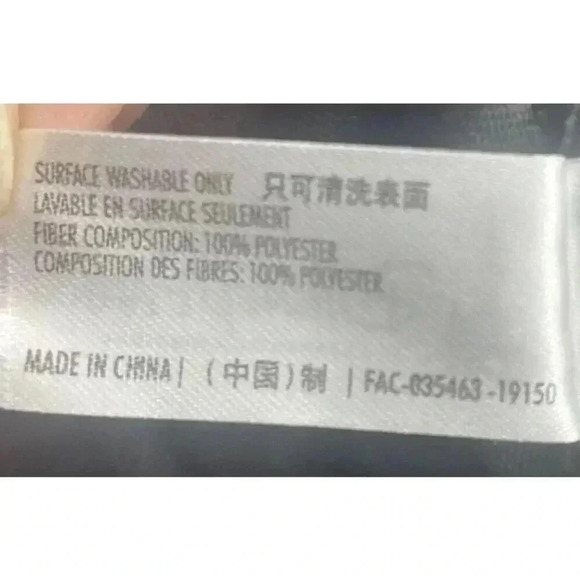 SURFACE WASHABLE ONLY 只可清洗表面
LAVABLE EN SURFACE SEULEMENT
FIBER COMPOSITION: 100% POLYESTER
COMPOSITION DES FIBRES: 100% POLYESTER
MADE IN CHINA | (中国)制 | FAC-035463-19150